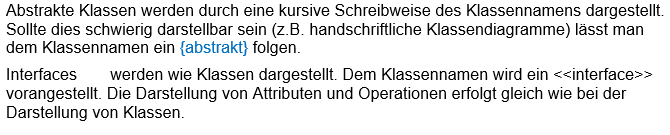 Abstrakte Klassen werden durch eine kursive Schreibweise des Klassennamens dargestellt.
Sollte dies schwierig darstellbar sein (z.B. handschriftliche Klassendiagramme) lässt man
dem Klassennamen ein {abstrakt} folgen.
Interfaces werden wie Klassen dargestellt. Dem Klassennamen wird ein <<interface>>
vorangestellt. Die Darstellung von Attributen und Operationen erfolgt gleich wie bei der
Darstellung von Klassen.